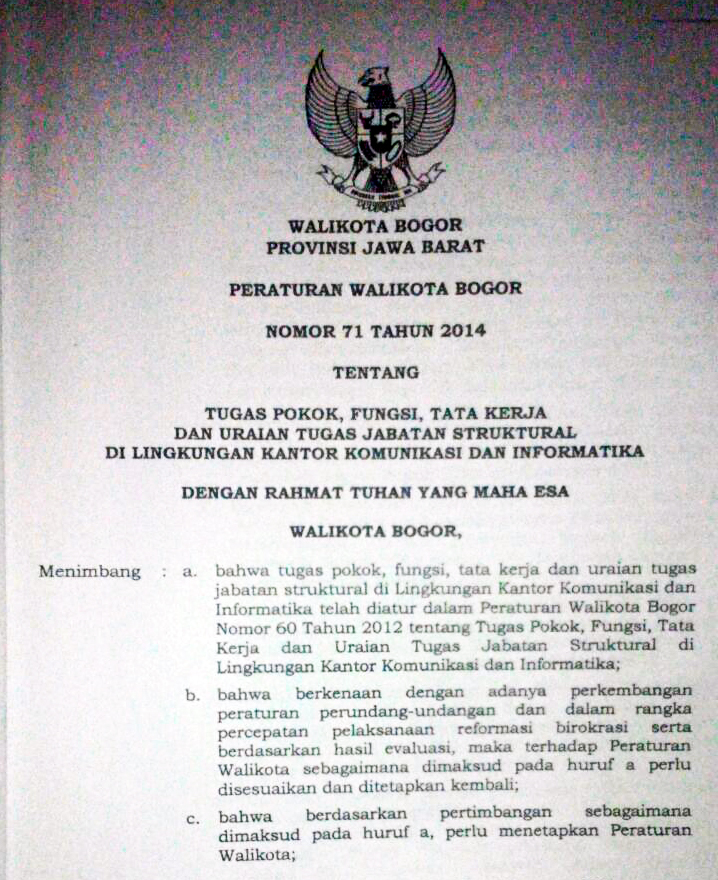 WALIKOTA BOGOR
PROVINSI JAWA BARAT
PERATURAN WALIKOTA BOGOR
NOMOR 71 TAHUN 2014
TENTANG
TUGAS POKOK, FUNGSI, TATA KERJA
DAN URAIAN TUGAS JABATAN STRUKTURAL
DI LINGKUNGAN KANTOR KOMUNIKASI DAN INFORMATIKA
DENGAN RAHMAT TUHAN YANG MAHA ESA
WALIKOTA BOGOR,
Menimbang : a. bahwa tugas pokok, fungsi, tata kerja dan uraian tugas
jabatan struktural di Lingkungan Kantor Komunikasi dan
Informatika telah diatur dalam Peraturan Walikota Bogor
Nomor 60 Tahun 2012 tentang Tugas Pokok, Fungsi, Tata
Kerja dan Uraian Tugas Jabatan Struktural di
Lingkungan Kantor Komunikasi dan Informatika;
b. bahwa berkenaan dengan adanya perkembangan
peraturan perundang-undangan dan dalam rangka
percepatan pelaksanaan reformasi birokrasi serta
berdasarkan hasil evaluasi, maka terhadap Peraturan
Walikota sebagaimana dimaksud pada huruf a perlu
disesuaikan dan ditetapkan kembali;
c. bahwa berdasarkan pertimbangan sebagaimana
dimaksud pada huruf a, perlu menetapkan Peraturan
Walikota;